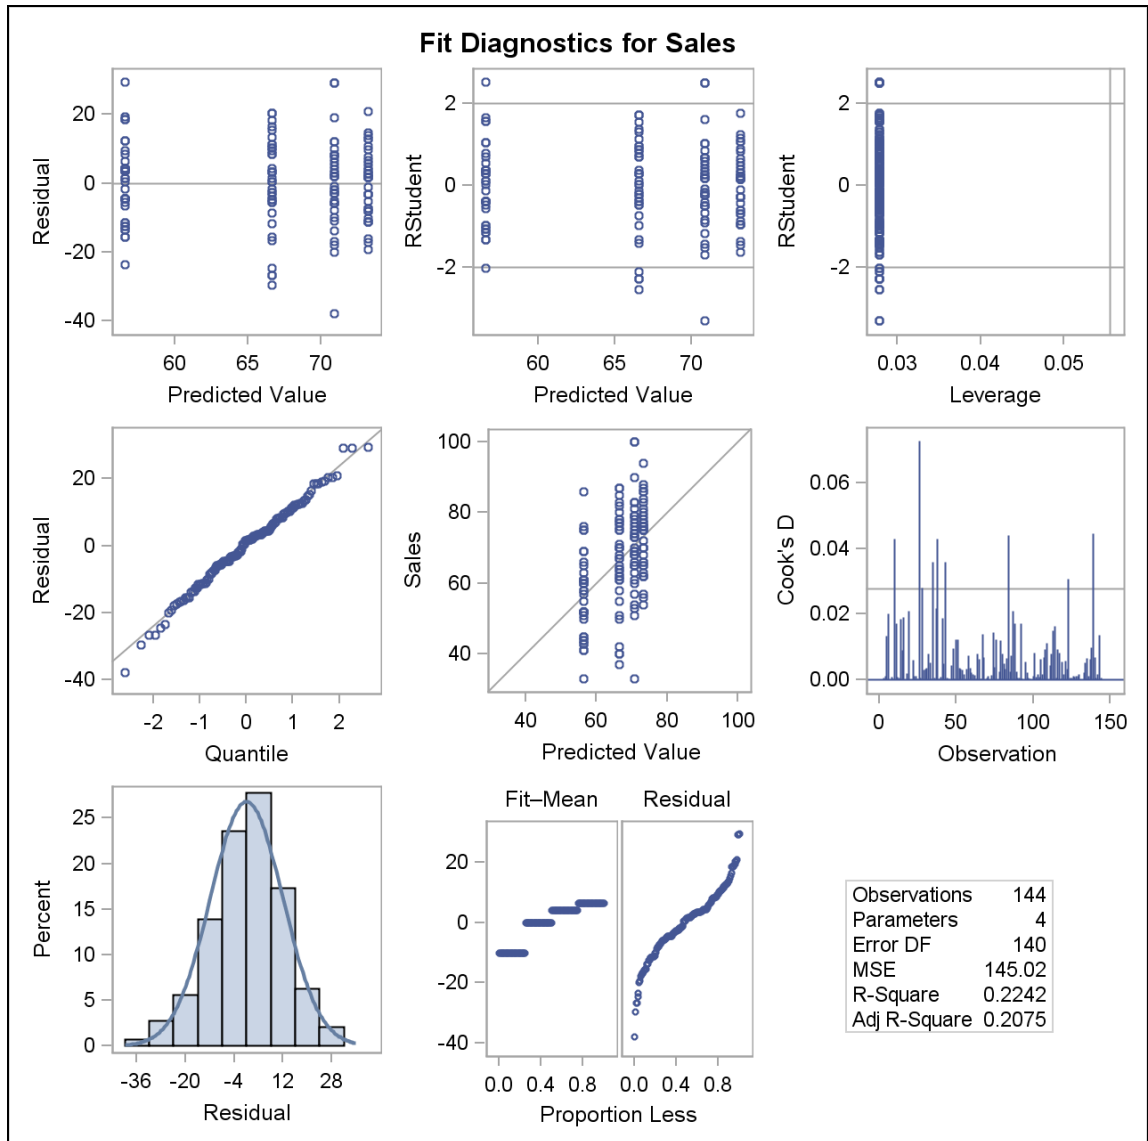 Fit Diagnostics for Sales
Residual
20
0
-20
-40
60 65 70
Predicted Value
RStudent
2
0
-2
60 65 70
Predicted Value
RStudent
2
0
-2
0.03 0.04 0.05
Leverage
Residual
20
0
-20
-40
-2 -1 0 1 2
Quantile
Sales
100
80
60
40
40 60 80 100
Predicted Value
Cook's D
0.06
0.04
0.02
0.00
0 50 100 150
Observation
Percent
25
20
15
10
5
0
-36 -20 -4 12 28
Residual
Fit–Mean Residual
20
0
-20
-40
0.0 0.4 0.8 0.0 0.4 0.8
Proportion Less
Observations 144
Parameters 4
Error DF 140
MSE 145.02
R-Square 0.2242
Adj R-Square 0.2075